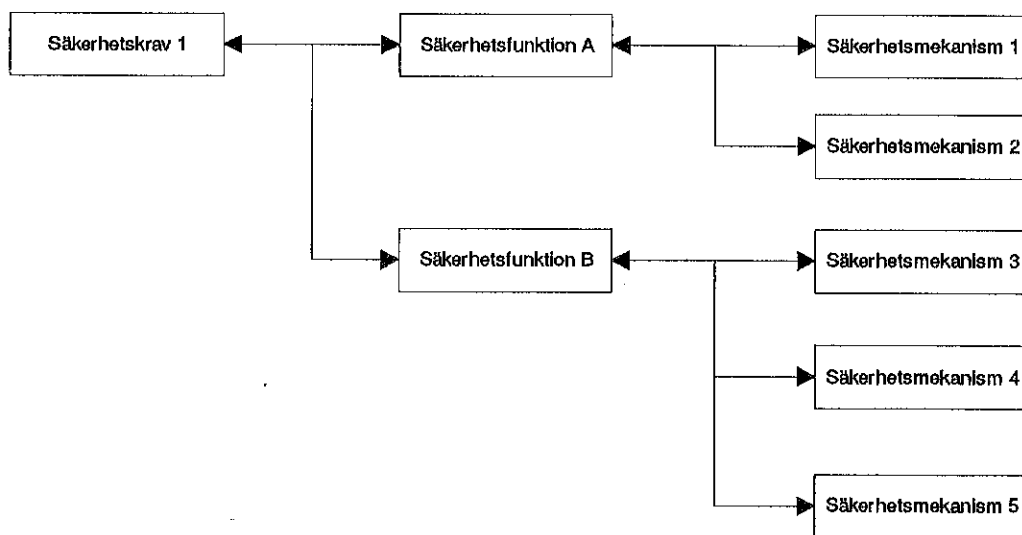 Säkerhetskrav 1
Säkerhetsfunktion A
Säkerhetsmekanism 1
Säkerhetsmekanism 2
Säkerhetsfunktion B
Säkerhetsmekanism 3
Säkerhetsmekanism 4
Säkerhetsmekanism 5